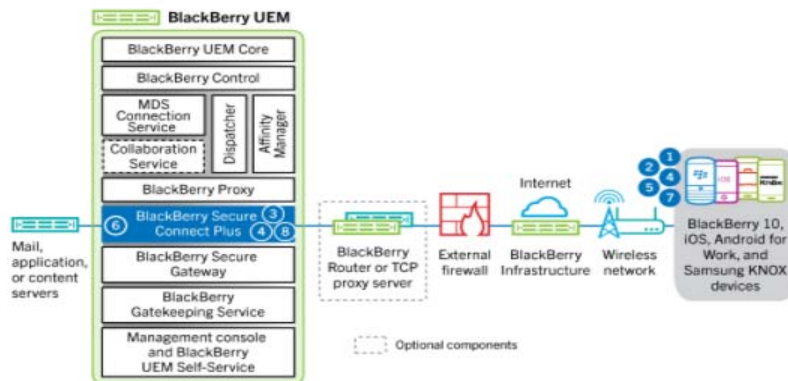 BlackBerry UEM
BlackBerry UEM Core
BlackBerry Control
MDS
Connection
Service
Collaboration
Service
Dispatcher
Affinity
Manager
BlackBerry Proxy
6
BlackBerry Secure
Connect Plus
3
4
8
BlackBerry Secure
Gateway
BlackBerry
Gatekeeping Service
Management console
and BlackBerry
UEM Self-Service
Mail,
application,
or content
servers
BlackBerry
Router or TCP
proxy server
External
firewall
Internet
BlackBerry
Infrastructure
Wireless
network
1
2
4
5
7
iOS
Knox
BlackBerry 10,
iOS, Android for
Work, and
Samsung KNOX
devices
Optional components